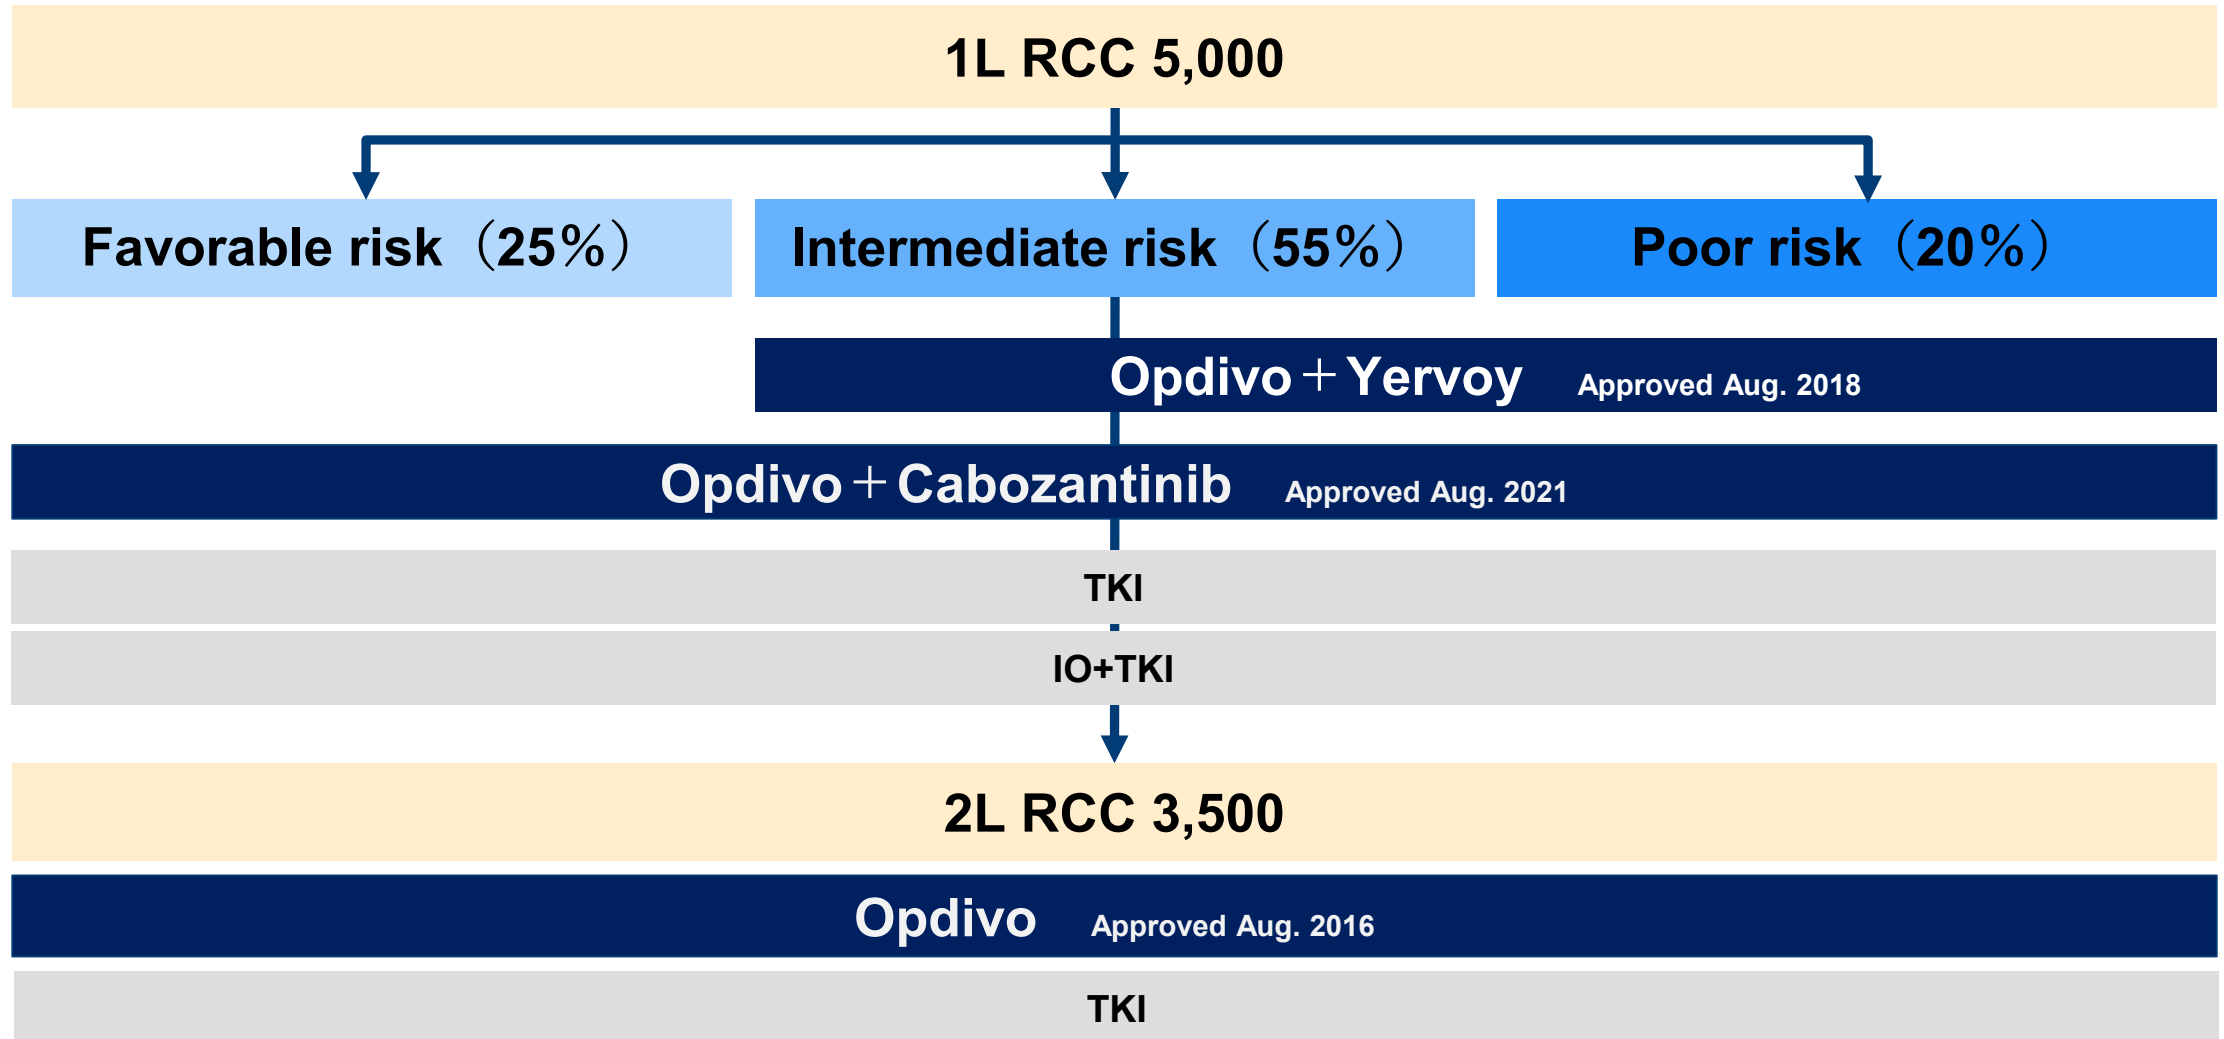 1L RCC 5,000
Favorable risk（25％）
Intermediate risk（55％）
Poor risk（20％）
Opdivo＋Yervoy Approved Aug. 2018
Opdivo＋Cabozantinib Approved Aug. 2021
TKI
IO+TKI
2L RCC 3,500
Opdivo Approved Aug. 2016
TKI